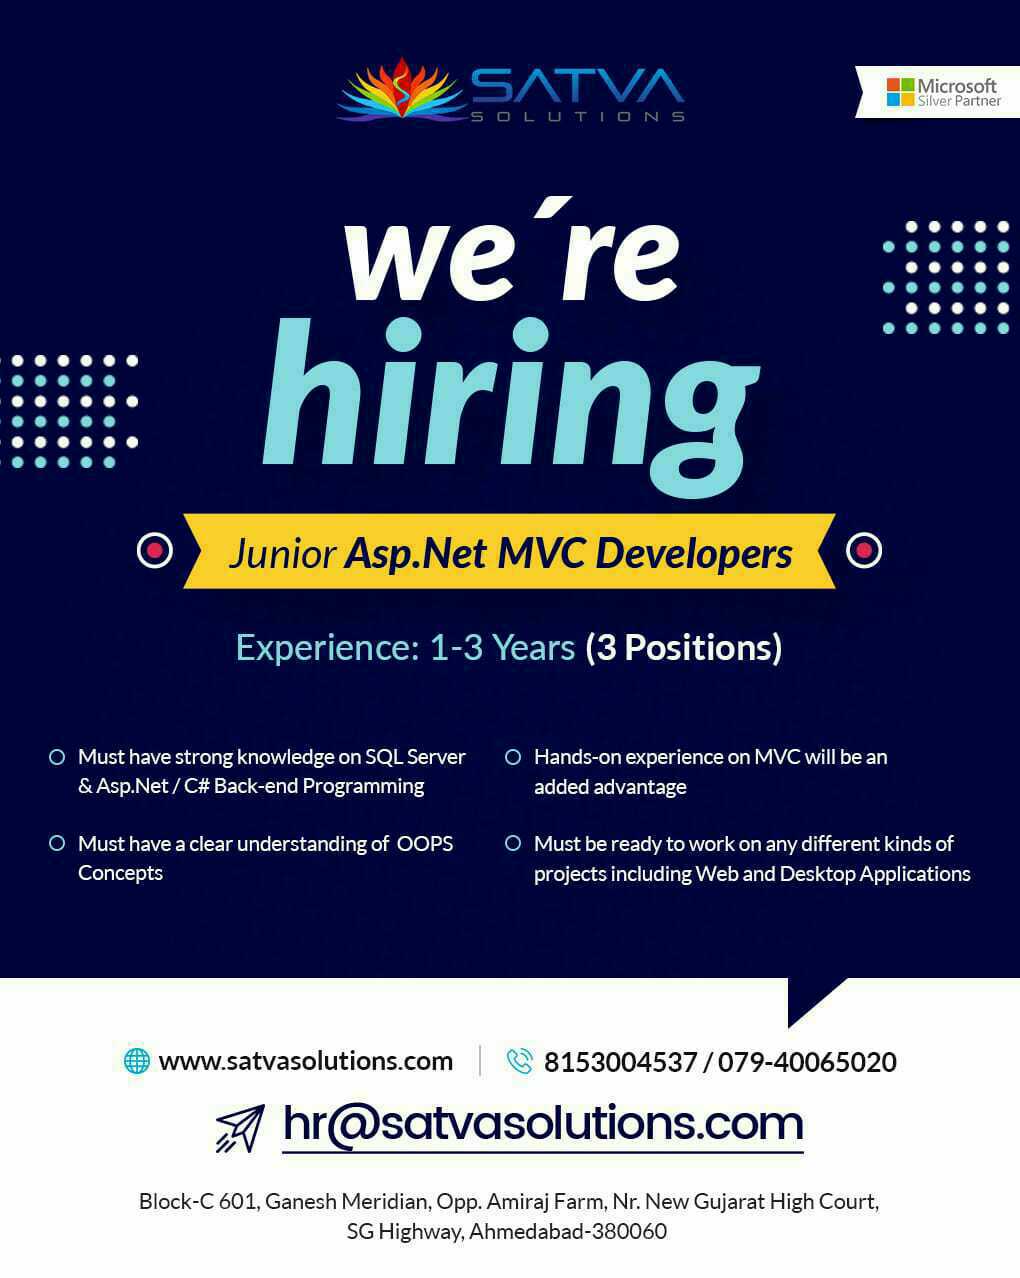 SATVA
SOLUTIONS
Microsoft
Silver Partner
we´re
hiring
Junior Asp.Net MVC Developers
Experience: 1-3 Years (3 Positions)
Must have strong knowledge on SQL Server
& Asp.Net / C# Back-end Programming
Must have a clear understanding of OOPS
Concepts
Hands-on experience on MVC will be an
added advantage
Must be ready to work on any different kinds of
projects including Web and Desktop Applications
www.satvasolutions.com
8153004537 / 079-40065020
hr@satvasolutions.com
Block-C 601, Ganesh Meridian, Opp. Amiraj Farm, Nr. New Gujarat High Court,
SG Highway, Ahmedabad-380060